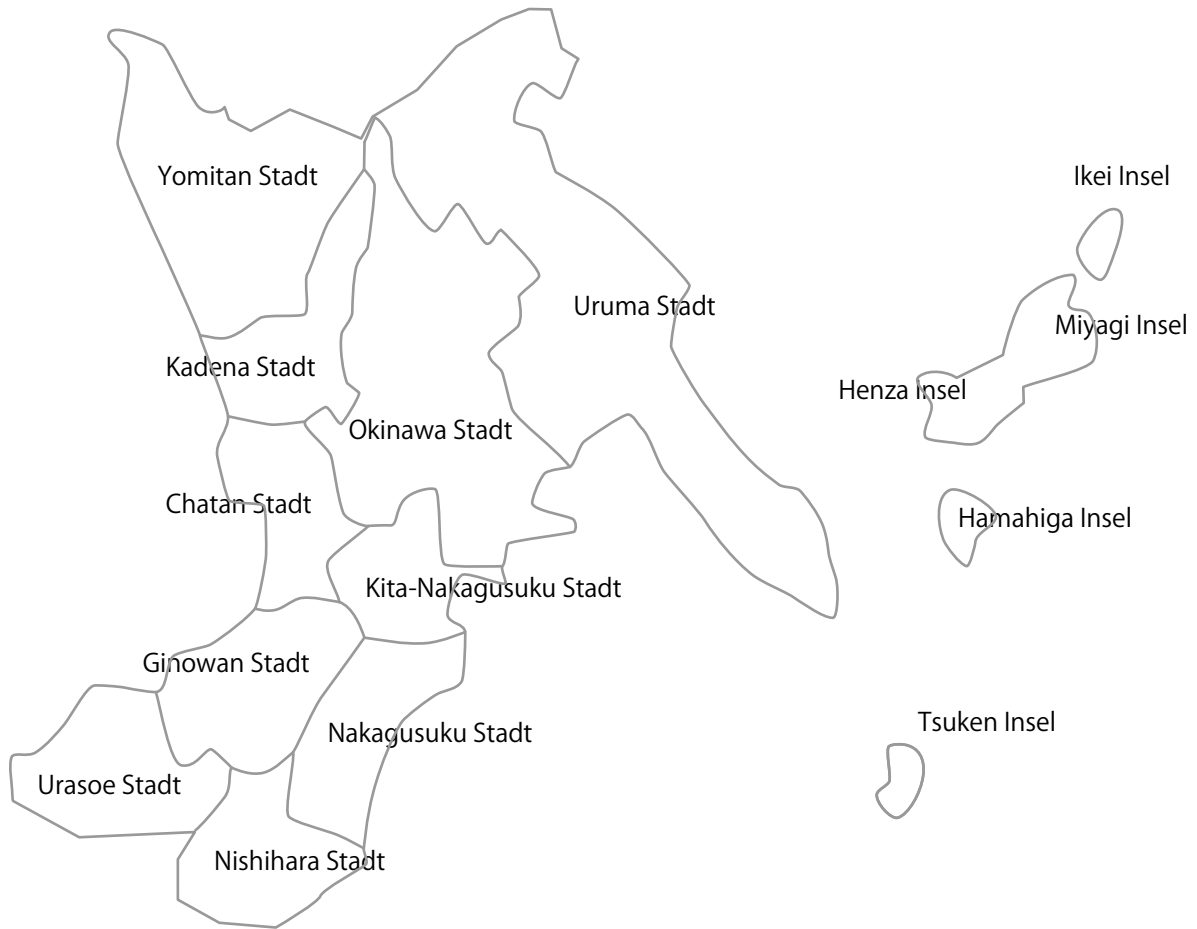 Yomitan Stadt
Ikei Insel
Uruma Stadt
Miyagi Insel
Kadena Stadt
Henza Insel
Okinawa Stadt
Chatan Stadt
Hamahiga Insel
Kita-Nakagusuku Stadt
Ginowan Stadt
Tsuken Insel
Nakagusuku Stadt
Urasoe Stadt
Nishihara Stadt